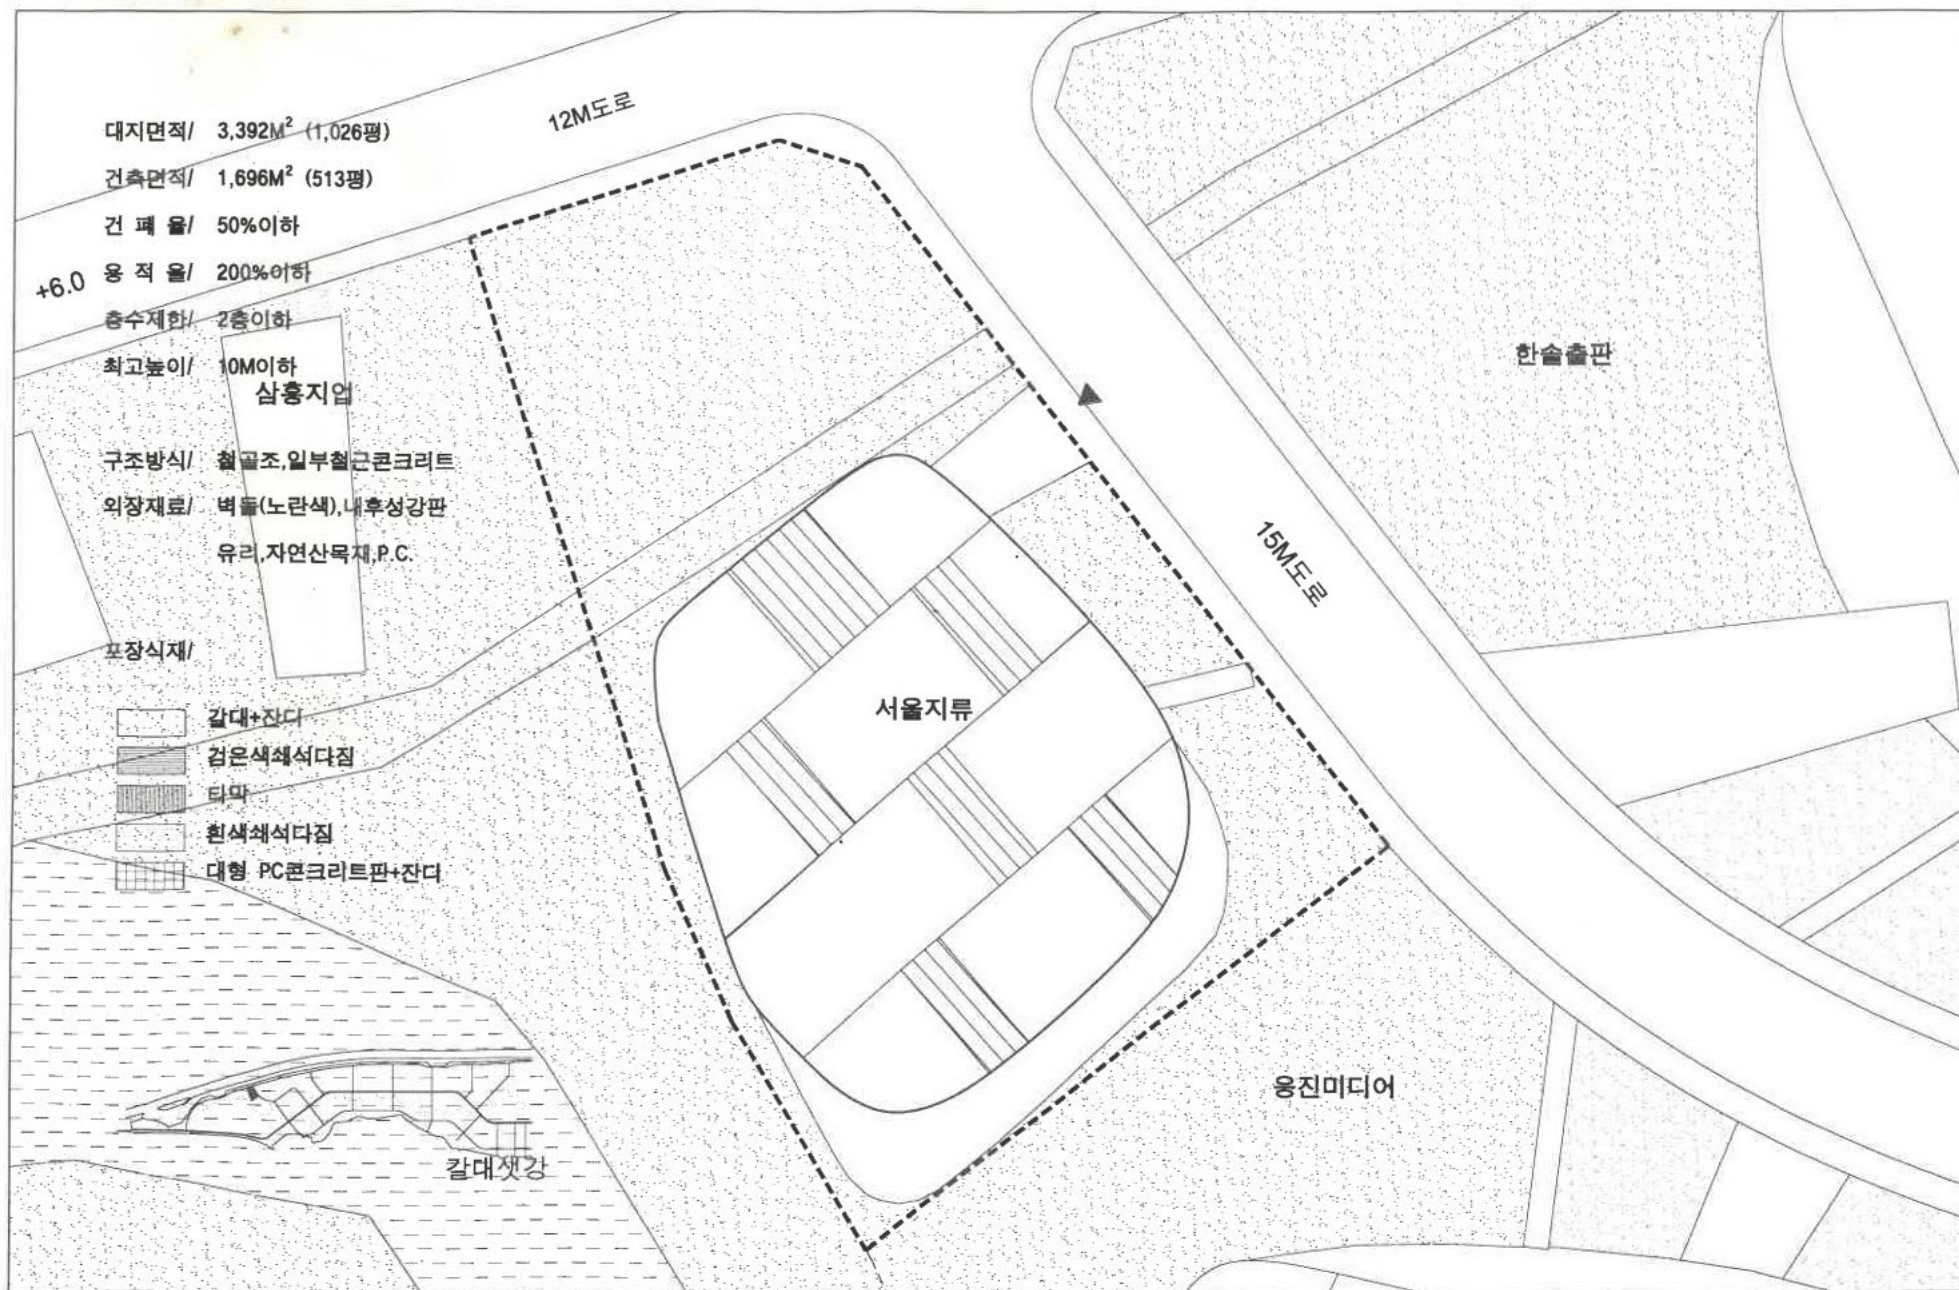 12M도로
대지면적/ 3,392M² (1,026평)
건축면적/ 1,696M² (513평)
건 폐 율/ 50%이하
용 적 율/ 200%이하
+6.0
층수제한/ 2층이하
최고높이/ 10M이하
삼흥지업
한솔출판
구조방식/ 철골조,일부철근콘크리트
외장재료/ 벽돌(노란색),내후성강판
유리,자연산목재,P.C.
15M도로
포장식재/
서울지류
갈대+잔디
검은색쇄석다짐
타막
흰색쇄석다짐
대형 PC콘크리트판+잔디
웅진미디어
갈대샛강